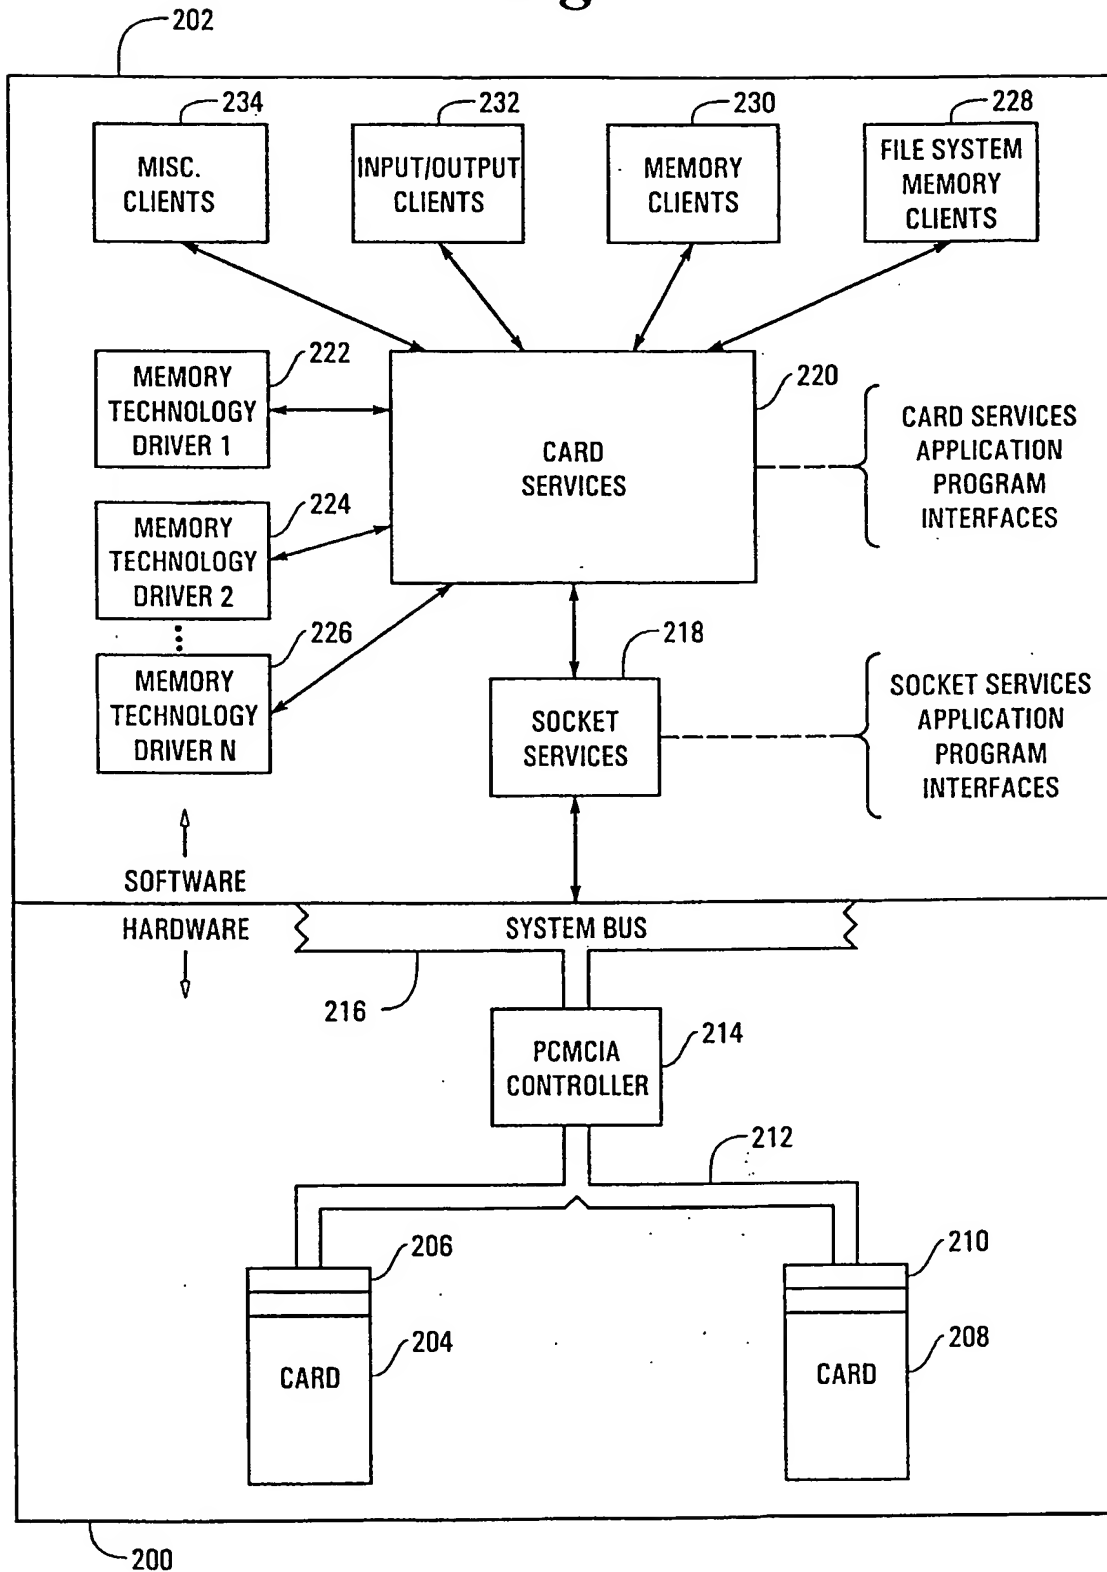 202
234
232
230
228
MISC.
CLIENTS
INPUT/OUTPUT
CLIENTS
MEMORY
CLIENTS
FILE SYSTEM
MEMORY
CLIENTS
222
MEMORY
TECHNOLOGY
DRIVER 1
220
CARD
SERVICES
CARD SERVICES
APPLICATION
PROGRAM
INTERFACES
224
MEMORY
TECHNOLOGY
DRIVER 2
226
MEMORY
TECHNOLOGY
DRIVER N
218
SOCKET
SERVICES
SOCKET SERVICES
APPLICATION
PROGRAM
INTERFACES
SOFTWARE
HARDWARE
SYSTEM BUS
216
PCMCIA
CONTROLLER
214
212
206
204
CARD
210
208
CARD
200